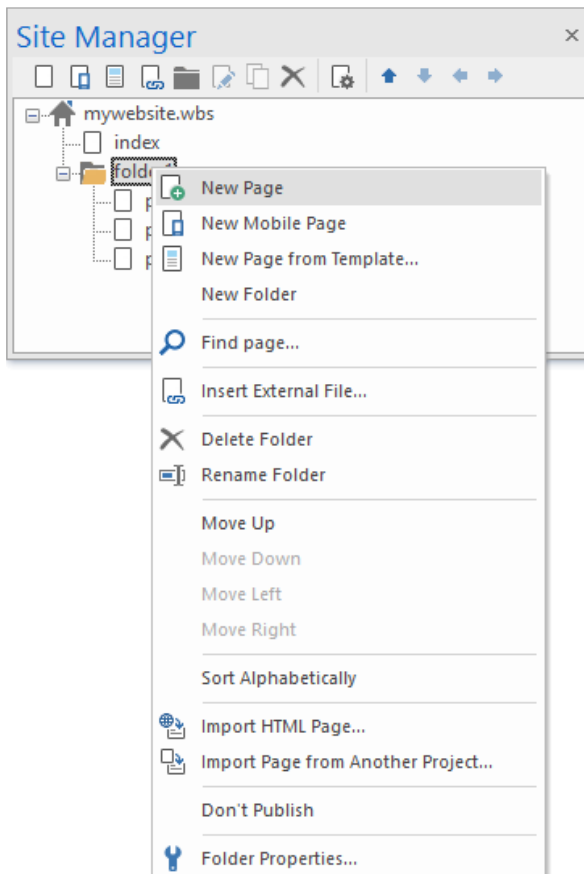 Site Manager
mywebsite.wbs
index
New Page
New Mobile Page
New Page from Template...
New Folder
Find page...
Insert External File...
Delete Folder
Rename Folder
Move Up
Move Down
Move Left
Move Right
Sort Alphabetically
Import HTML Page...
Import Page from Another Project...
Don't Publish
Folder Properties...